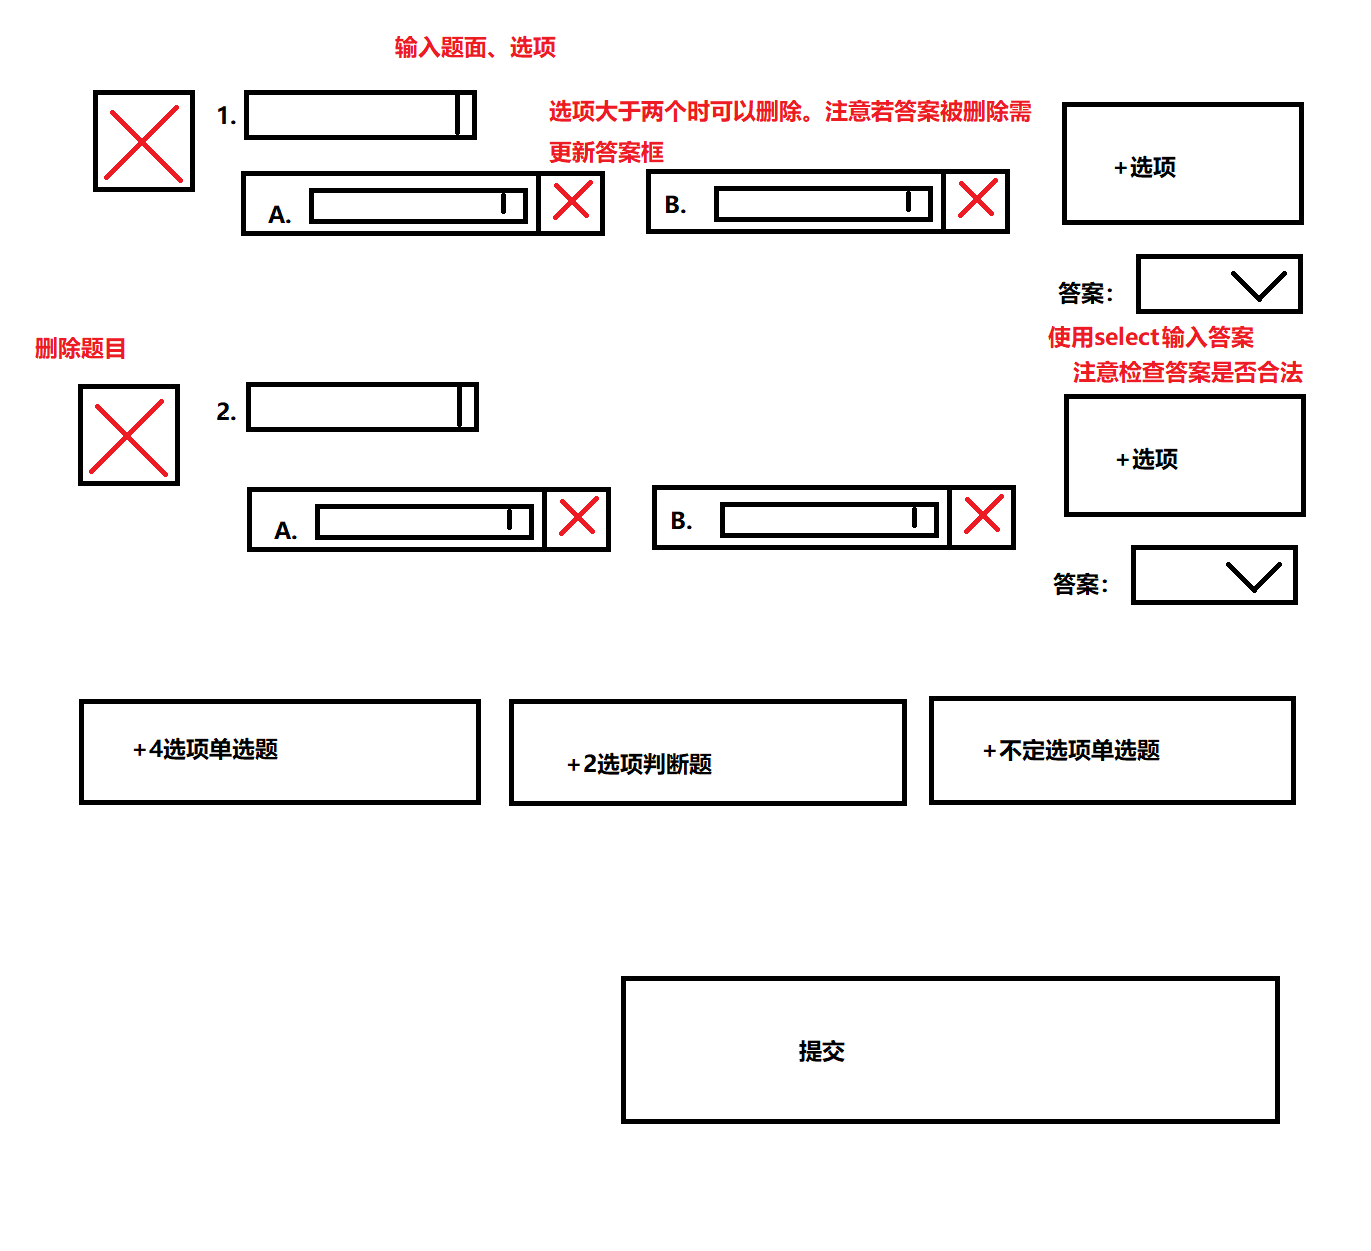 输入题面、选项
1.
选项大于两个时可以删除。注意若答案被删除需
更新答案框
+选项
A.
B.
答案：
使用select输入答案
注意检查答案是否合法
删除题目
2.
+选项
A.
B.
答案：
+4选项单选题
+2选项判断题
+不定选项单选题
提交